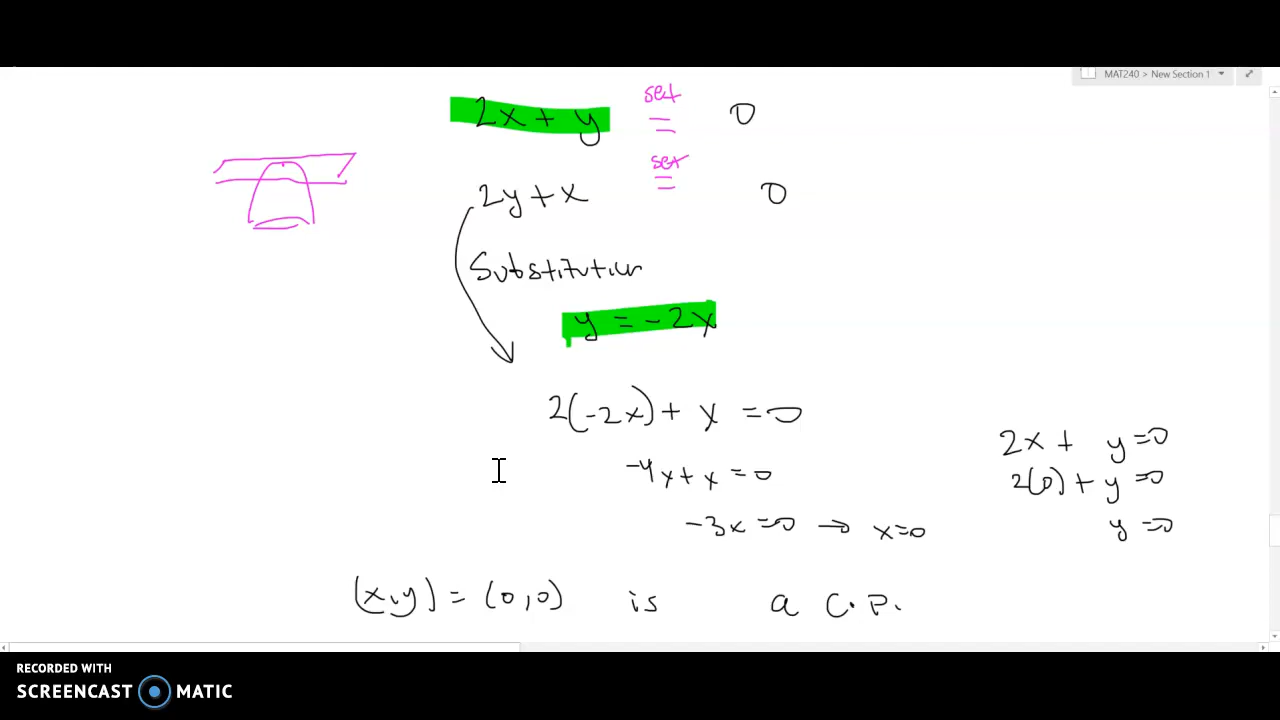 MAT240 > New Section 1
2x + y set = 0
2y + x set = 0
Substitution
y = -2x
2(-2x) + x = 0
-4x + x = 0
-3x = 0 → x = 0
2x + y = 0
2(0) + y = 0
y = 0
(x,y) = (0,0) is a C.P.
RECORDED WITH
SCREENCAST MATIC